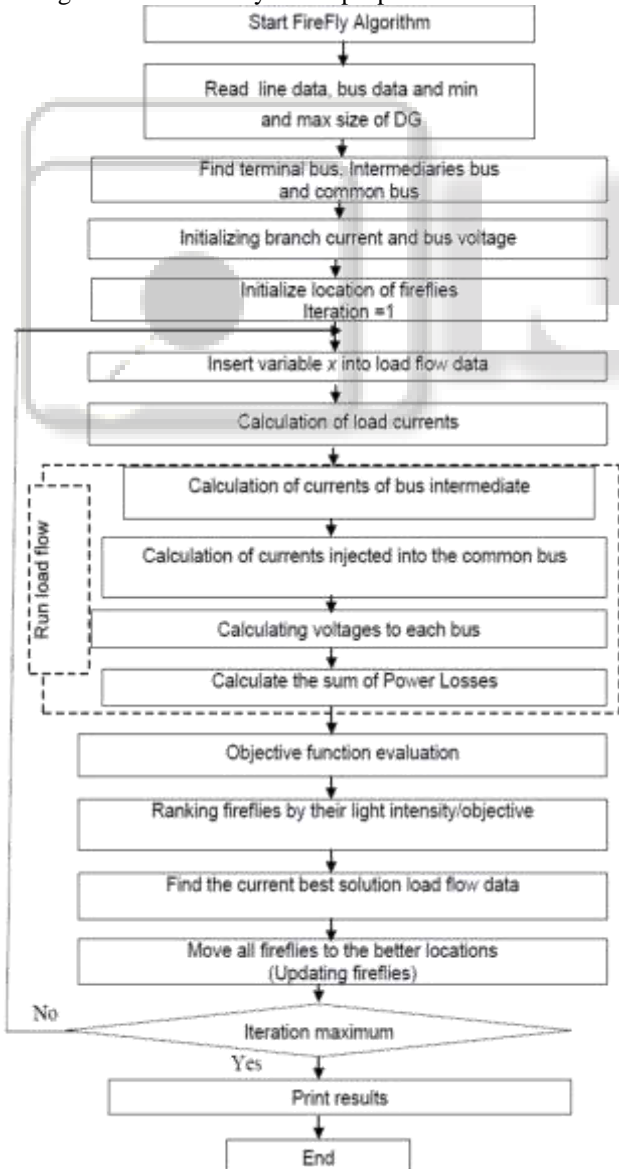 Start FireFly Algorithm
Read line data, bus data and min
and max size of DG
Find terminal bus, Intermediaries bus
and common bus
Initializing branch current and bus voltage
Initialize location of fireflies
Iteration =1
Insert variable x into load flow data
Calculation of load currents
Run load flow
Calculation of currents of bus intermediate
Calculation of currents injected into the common bus
Calculating voltages to each bus
Calculate the sum of Power Losses
Objective function evaluation
Ranking fireflies by their light intensity/objective
Find the current best solution load flow data
Move all fireflies to the better locations
(Updating fireflies)
No
Iteration maximum
Yes
Print results
End